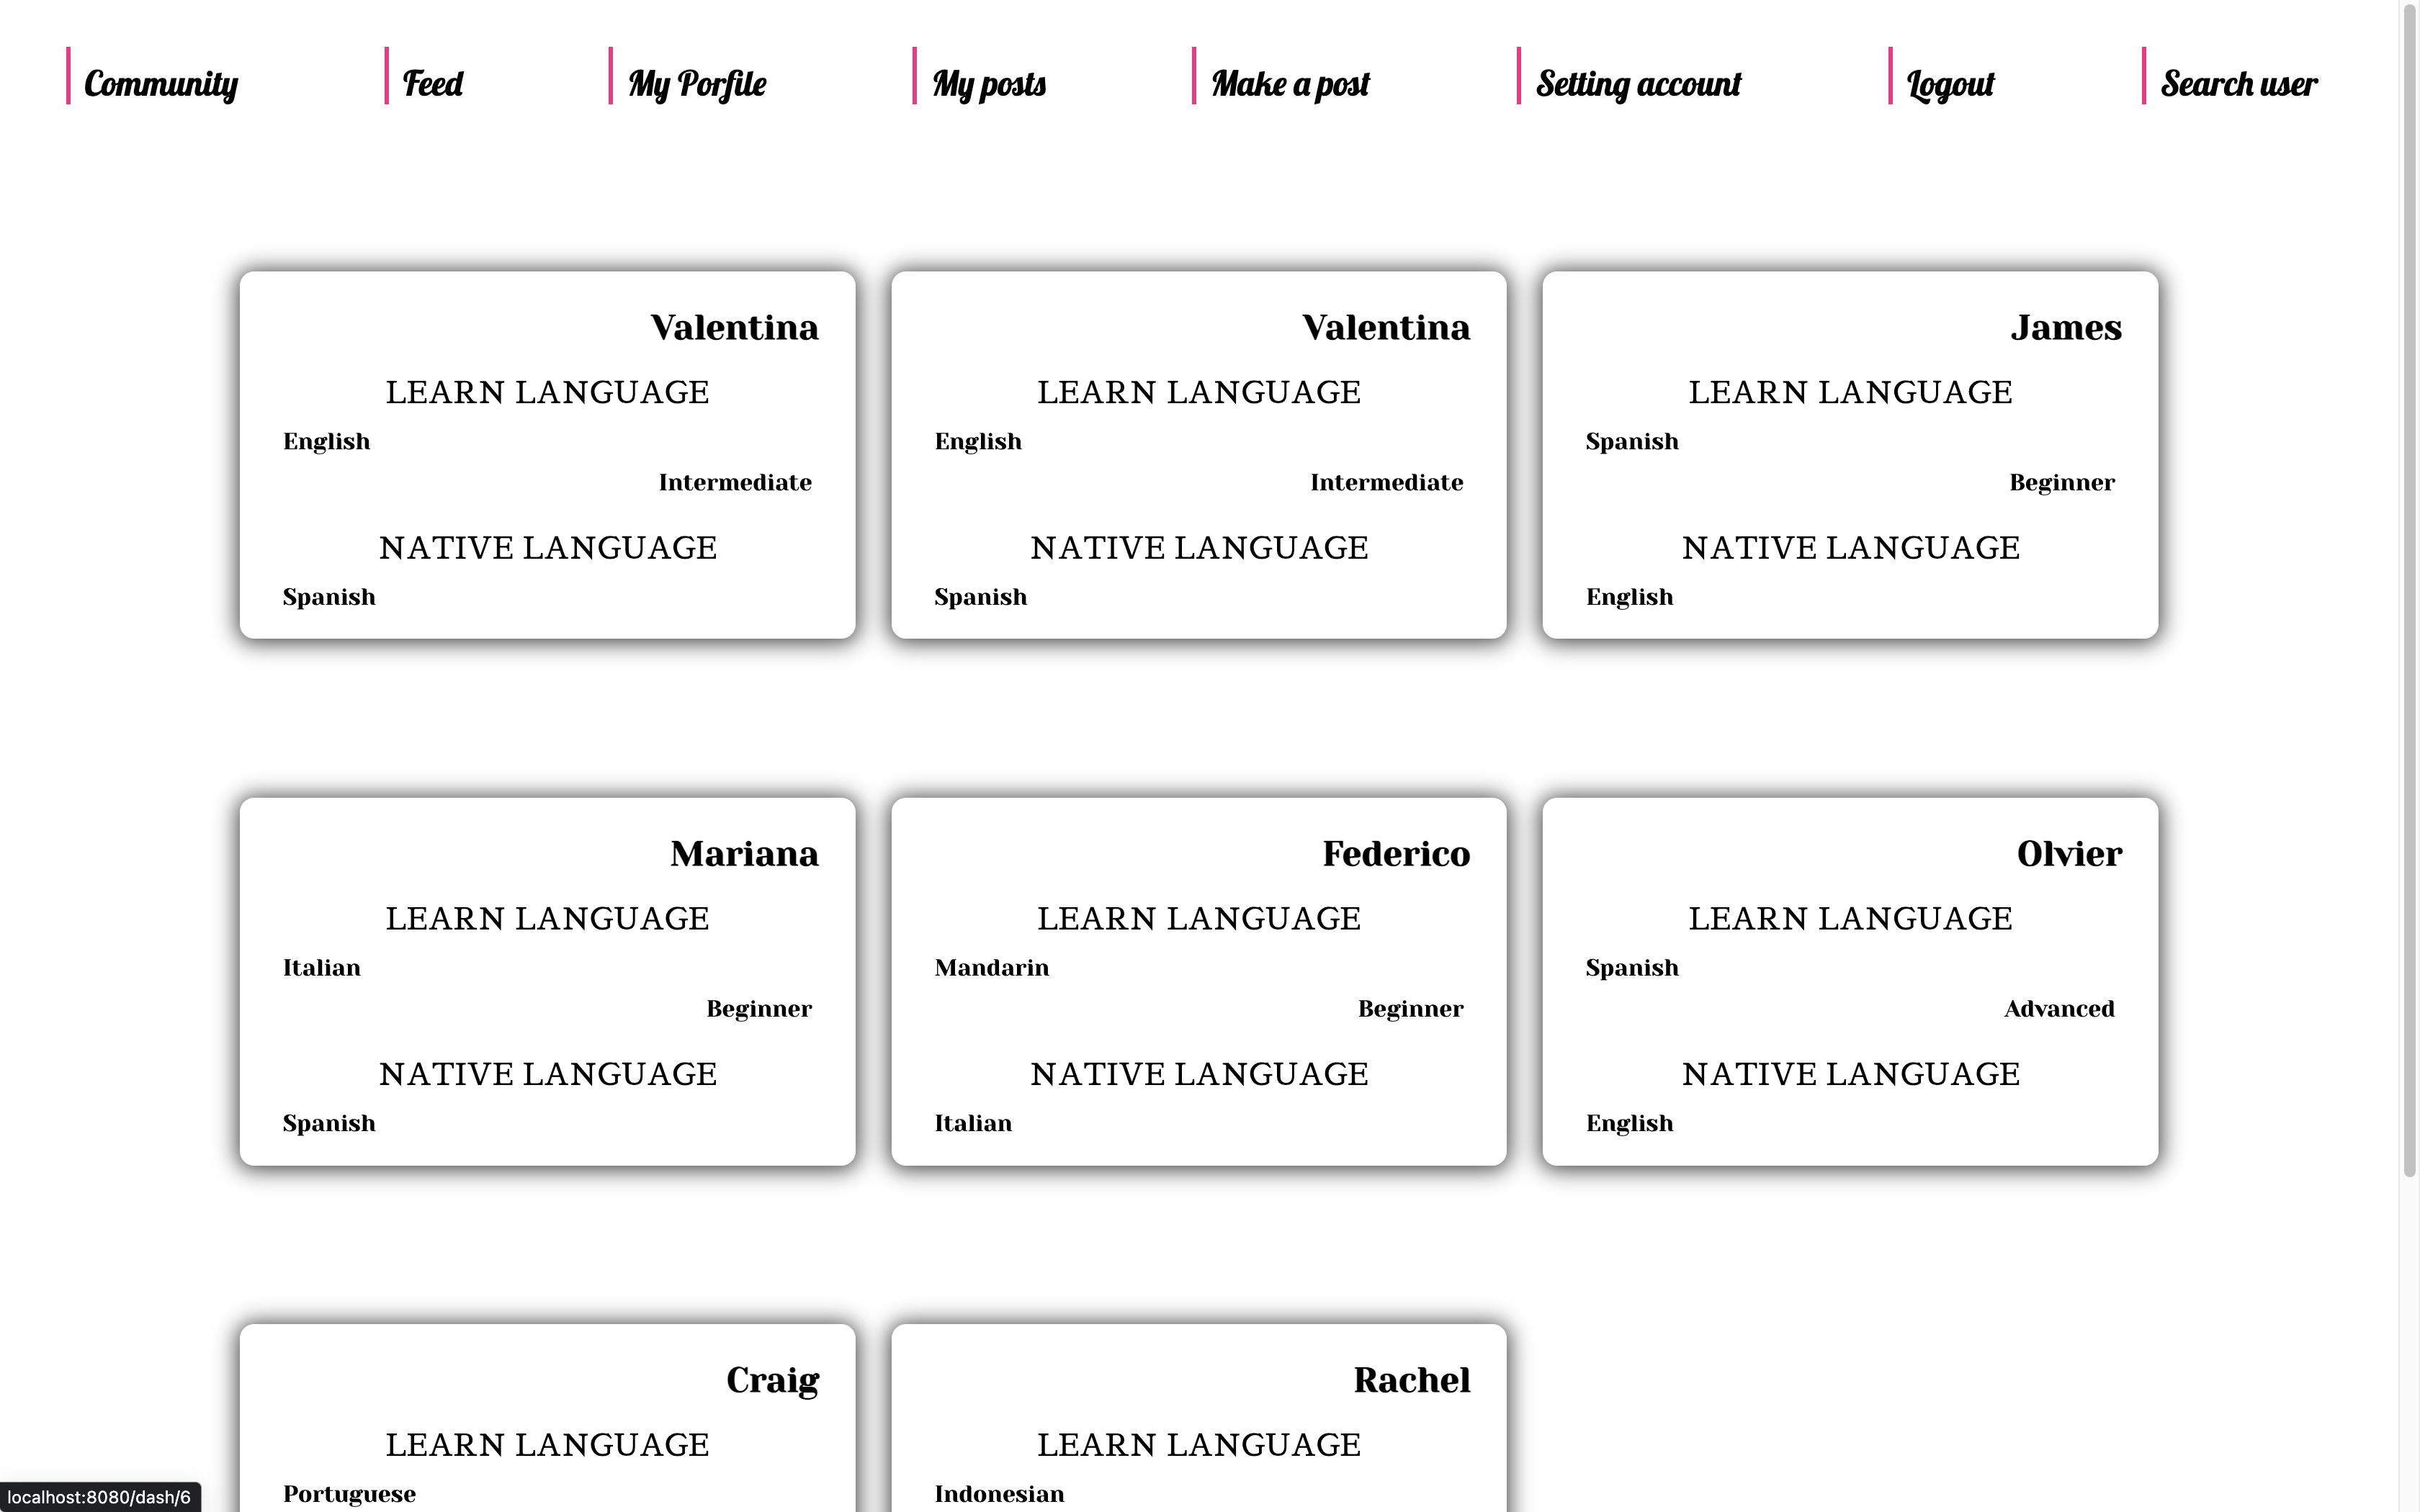 Community Feed My Porfile My posts Make a post Setting account Logout Search user
Valentina
LEARN LANGUAGE
English
Intermediate
NATIVE LANGUAGE
Spanish
Valentina
LEARN LANGUAGE
English
Intermediate
NATIVE LANGUAGE
Spanish
James
LEARN LANGUAGE
Spanish
Beginner
NATIVE LANGUAGE
English
Mariana
LEARN LANGUAGE
Italian
Beginner
NATIVE LANGUAGE
Spanish
Federico
LEARN LANGUAGE
Mandarin
Beginner
NATIVE LANGUAGE
Italian
Olvier
LEARN LANGUAGE
Spanish
Advanced
NATIVE LANGUAGE
English
Craig
LEARN LANGUAGE
Portuguese
Rachel
LEARN LANGUAGE
Indonesian
localhost:8080/dash/6